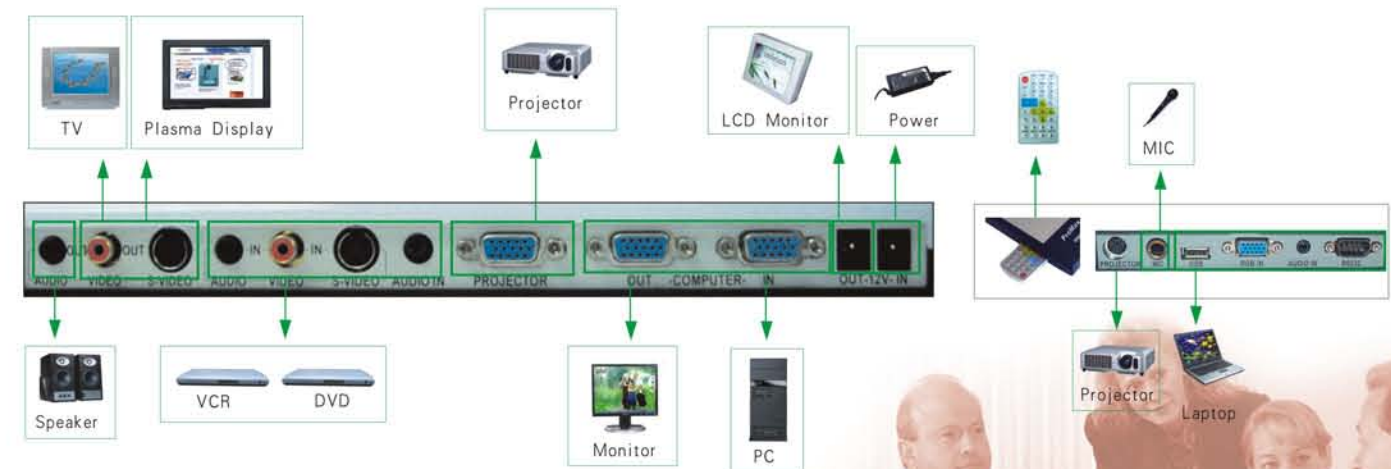 TV
Plasma Display
Projector
LCD Monitor
Power
MIC
OUT OUT IN IN
AUDIO VIDEO S-VIDEO AUDIO VIDEO S-VIDEO AUDIO IN PROJECTOR OUT -COMPUTER- IN OUT-12V-IN
PROJECTOR MIC USB RGB IN AUDIO IN RS232
Speaker
VCR
DVD
Monitor
PC
Projector
Laptop